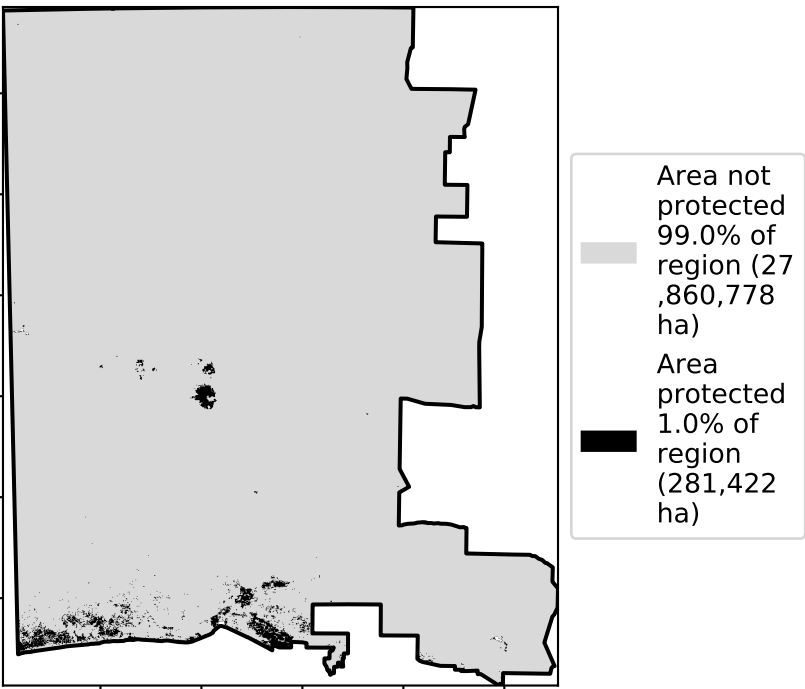 Area not
protected
99.0% of
region (27
,860,778
ha)
Area
protected
1.0% of
region
(281,422
ha)